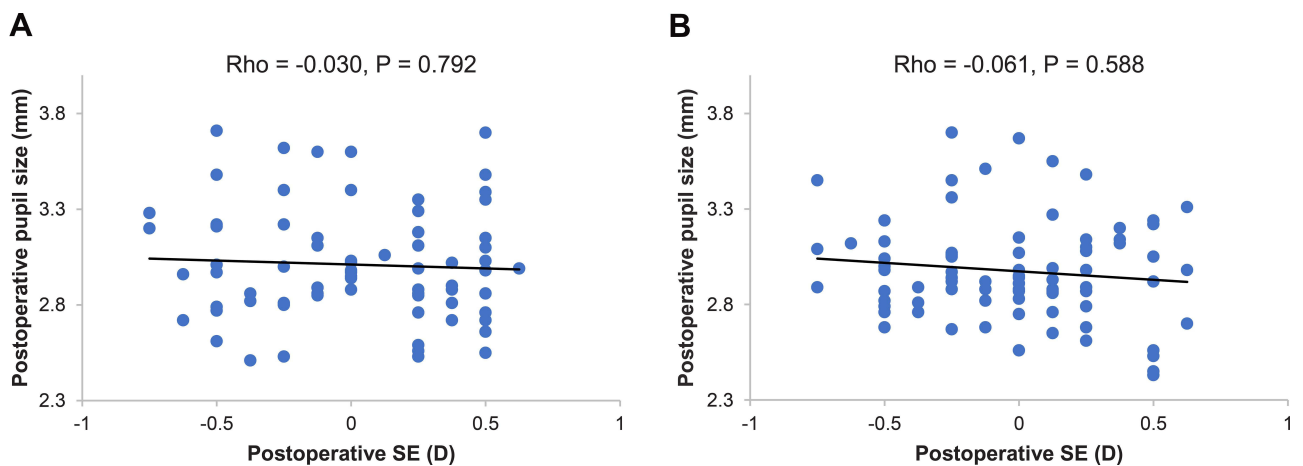 A
Rho = -0.030, P = 0.792
Postoperative pupil size (mm)
3.8
3.3
2.8
2.3
-1
-0.5
0
0.5
1
Postoperative SE (D)
B
Rho = -0.061, P = 0.588
Postoperative pupil size (mm)
3.8
3.3
2.8
2.3
-1
-0.5
0
0.5
1
Postoperative SE (D)